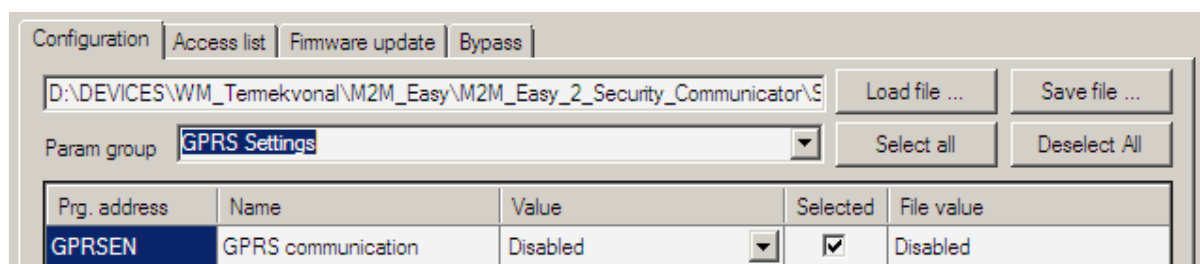 Configuration Access list Firmware update Bypass
D:\DEVICES\WM_Termekvonal\M2M_Easy\M2M_Easy_2_Security_Communicator\S Load file ... Save file ...
Param group GPRS Settings Select all Deselect All
Prg. address Name Value Selected File value
GPRSEN GPRS communication Disabled Disabled